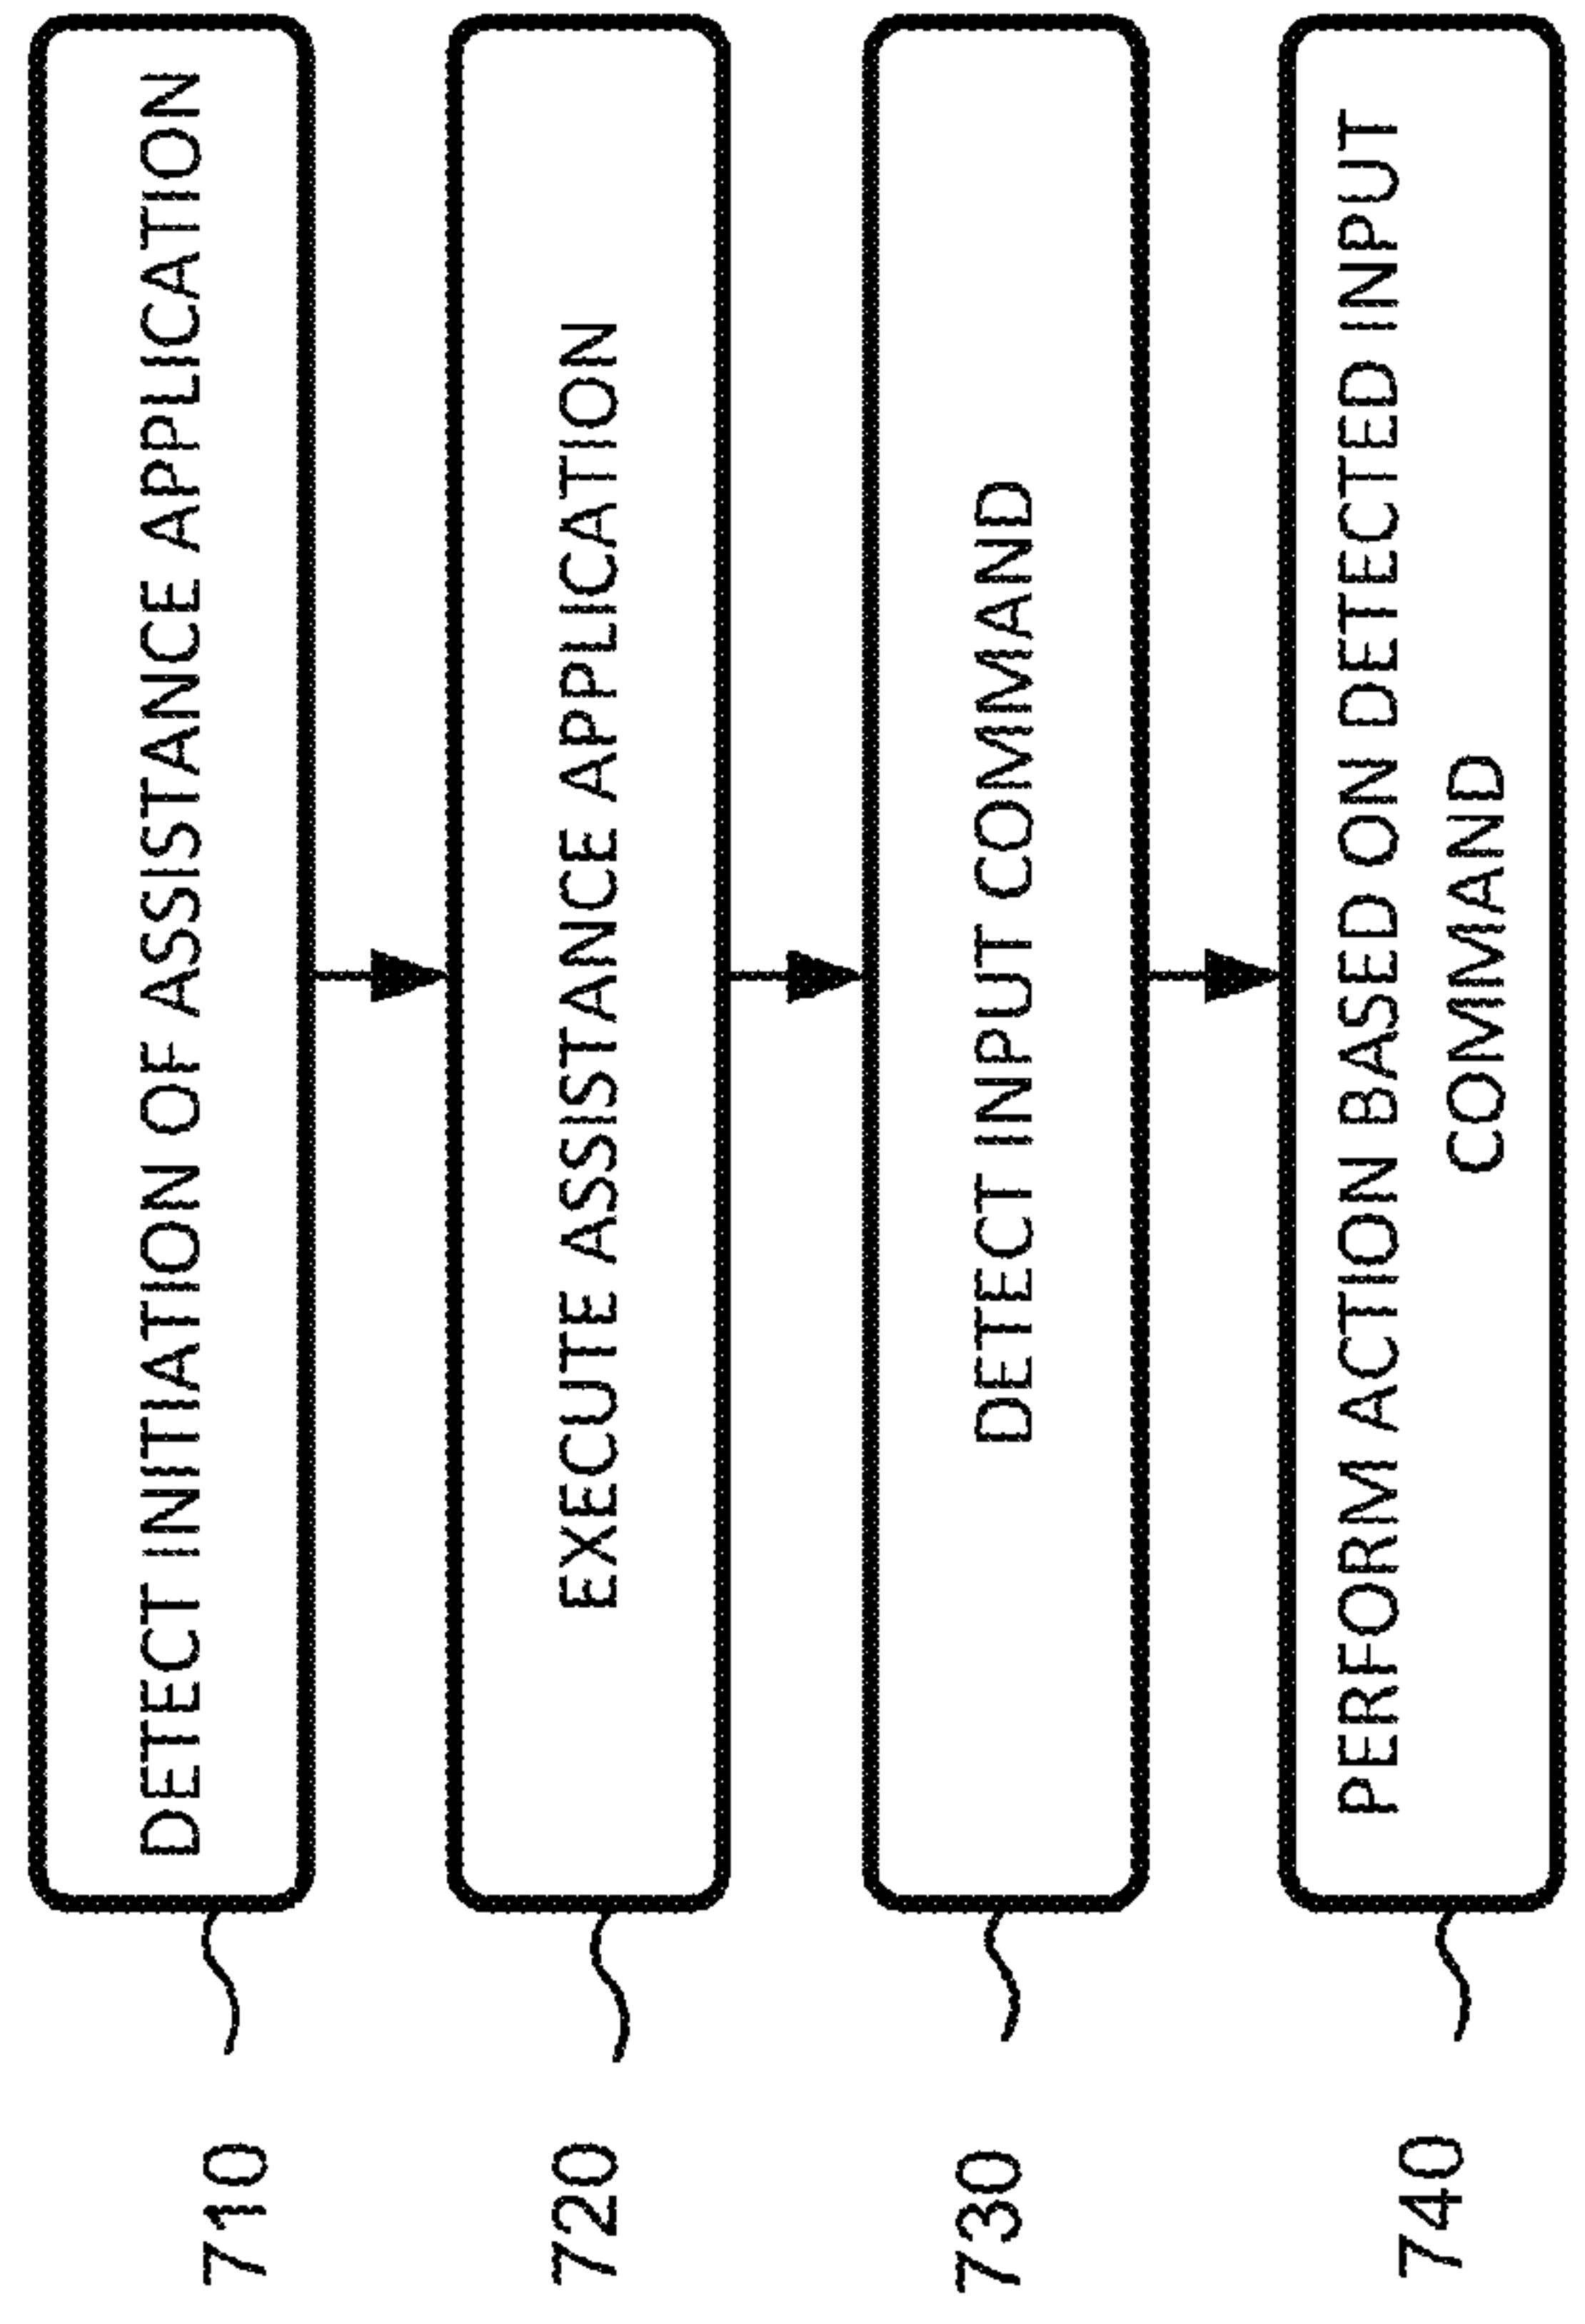 710
DETECT INITIATION OF ASSISTANCE APPLICATION
720
EXECUTE ASSISTANCE APPLICATION
730
DETECT INPUT COMMAND
740
PERFORM ACTION BASED ON DETECTED INPUT
COMMAND